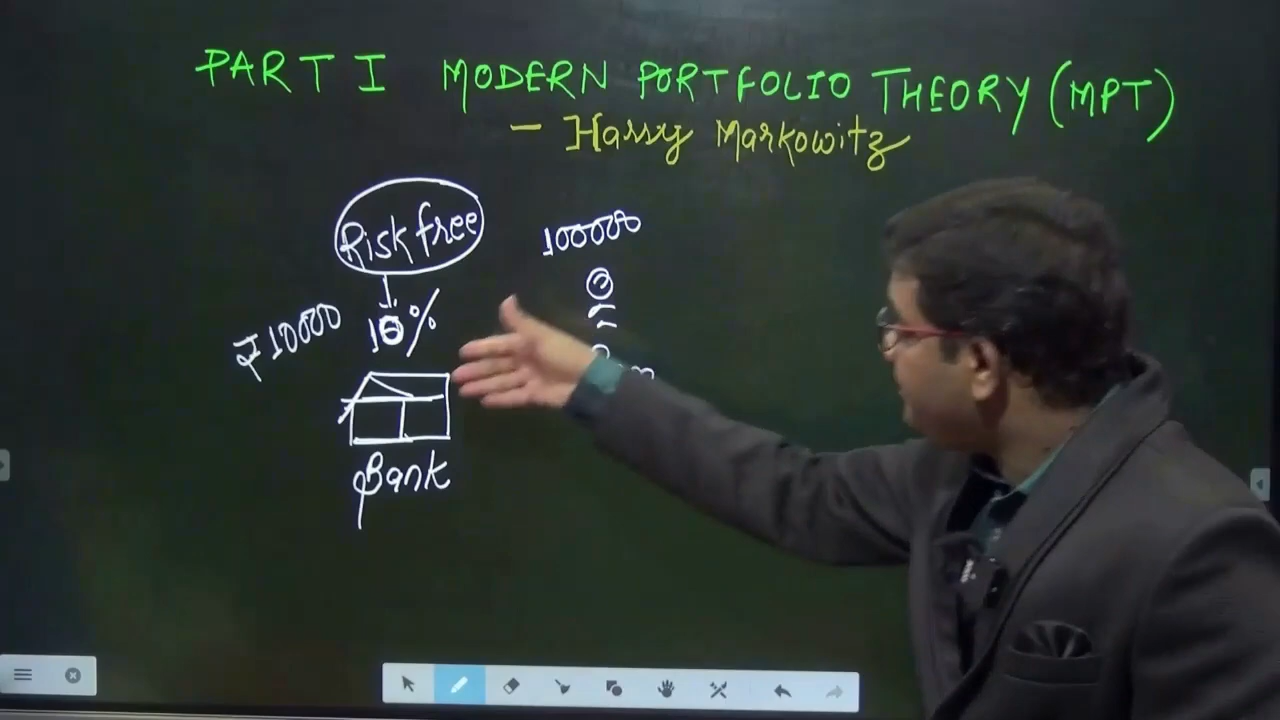 PART I MODERN PORTFOLIO THEORY (MPT)
- Harry Markowitz
Risk free
100000
₹10000
10%
Bank